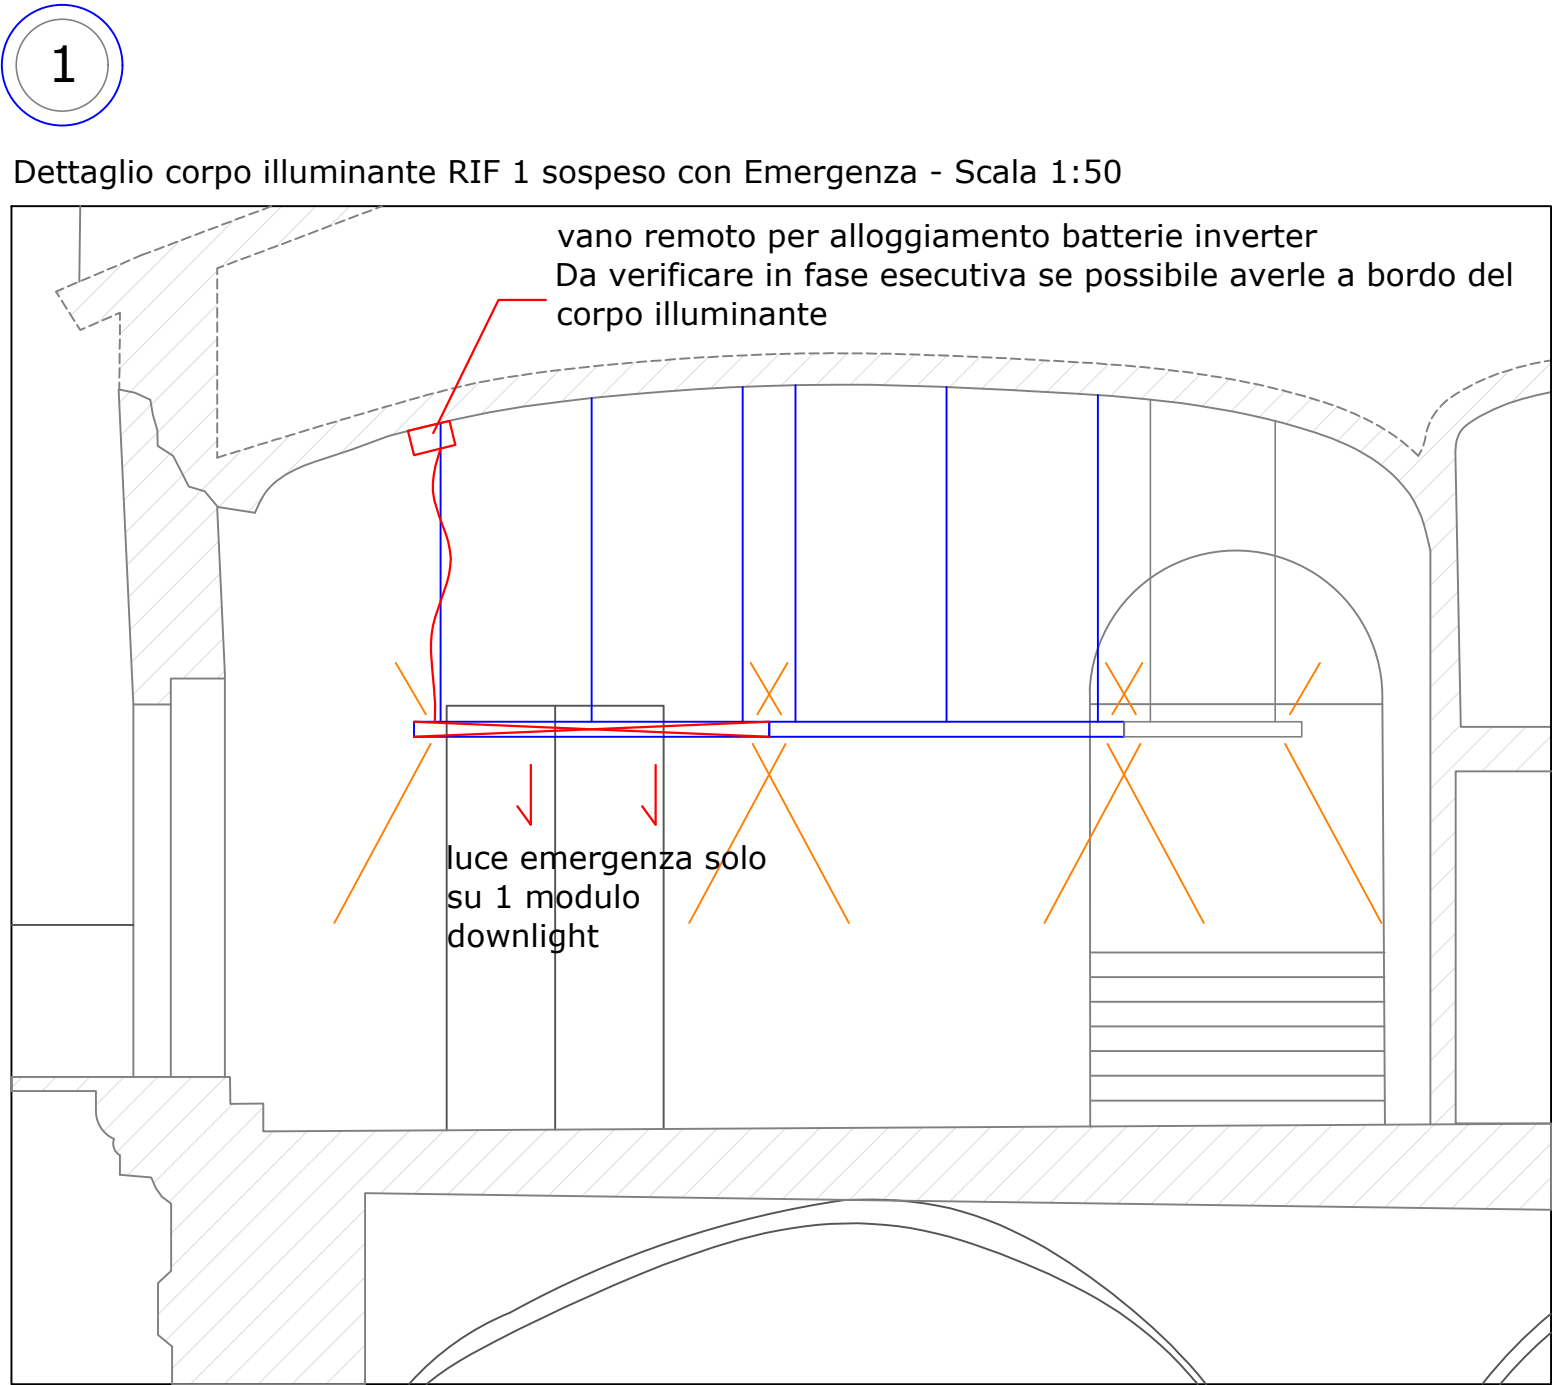 1
Dettaglio corpo illuminante RIF 1 sospeso con Emergenza - Scala 1:50
vano remoto per alloggiamento batterie inverter
Da verificare in fase esecutiva se possibile averle a bordo del
corpo illuminante
luce emergenza solo
su 1 modulo
downlight